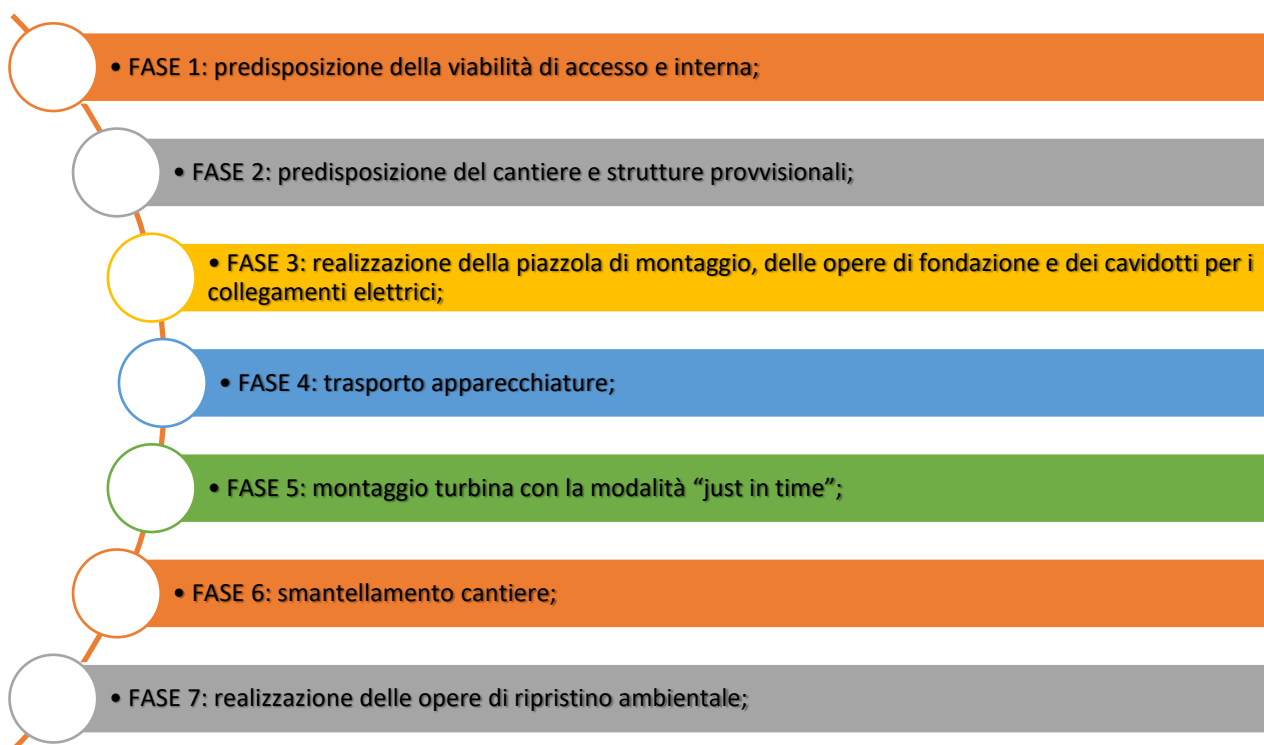 • FASE 1: predisposizione della viabilità di accesso e interna;
• FASE 2: predisposizione del cantiere e strutture provvisionali;
• FASE 3: realizzazione della piazzola di montaggio, delle opere di fondazione e dei cavidotti per i
collegamenti elettrici;
• FASE 4: trasporto apparecchiature;
• FASE 5: montaggio turbina con la modalità “just in time”;
• FASE 6: smantellamento cantiere;
• FASE 7: realizzazione delle opere di ripristino ambientale;